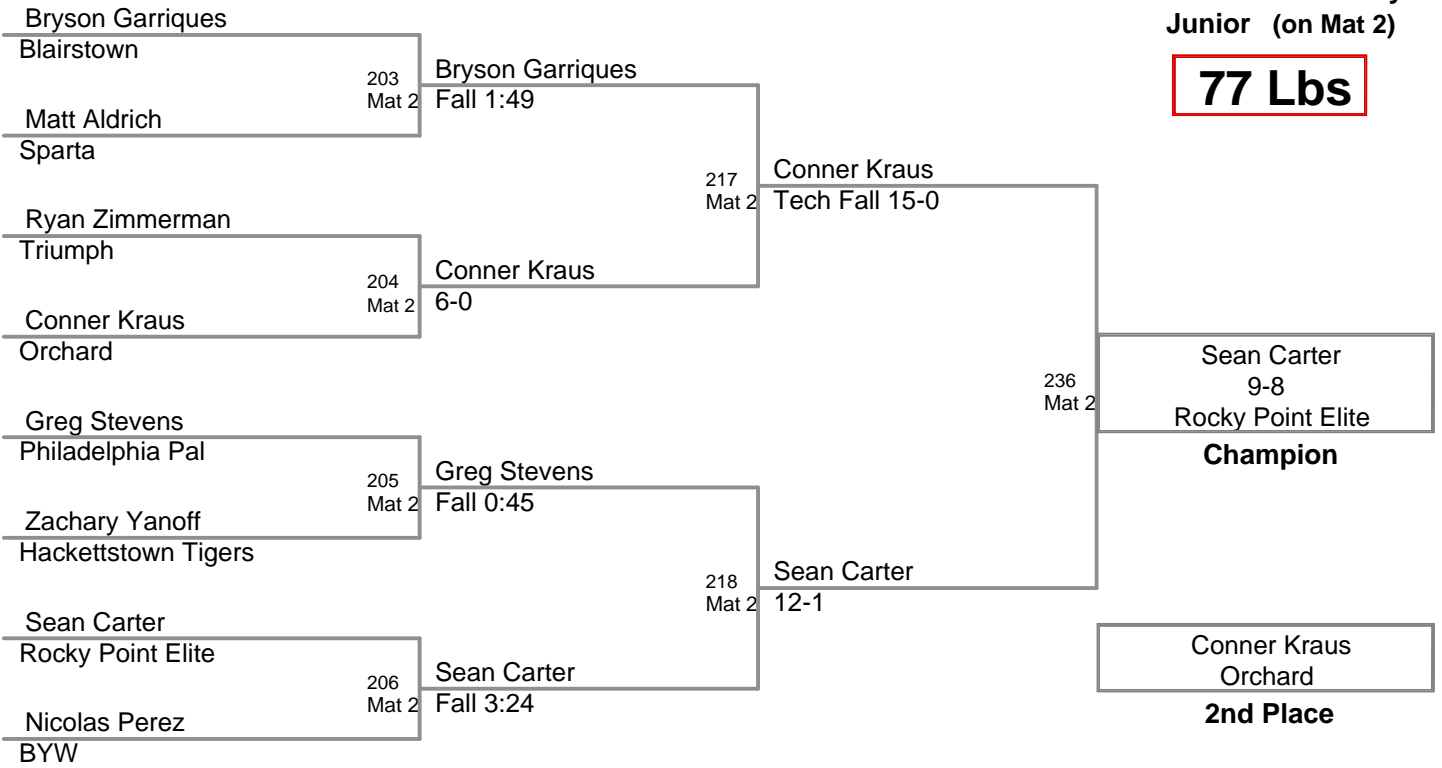 Junior (on Mat 2)
77 Lbs
Bryson Garriques
Blairstown
203
Mat 2
Bryson Garriques
Fall 1:49
Matt Aldrich
Sparta
217
Mat 2
Conner Kraus
Tech Fall 15-0
Ryan Zimmerman
Triumph
204
Mat 2
Conner Kraus
6-0
Conner Kraus
Orchard
236
Mat 2
Sean Carter
9-8
Rocky Point Elite
Champion
Greg Stevens
Philadelphia Pal
205
Mat 2
Greg Stevens
Fall 0:45
Zachary Yanoff
Hackettstown Tigers
218
Mat 2
Sean Carter
12-1
Sean Carter
Rocky Point Elite
206
Mat 2
Sean Carter
Fall 3:24
Nicolas Perez
BYW
Conner Kraus
Orchard
2nd Place